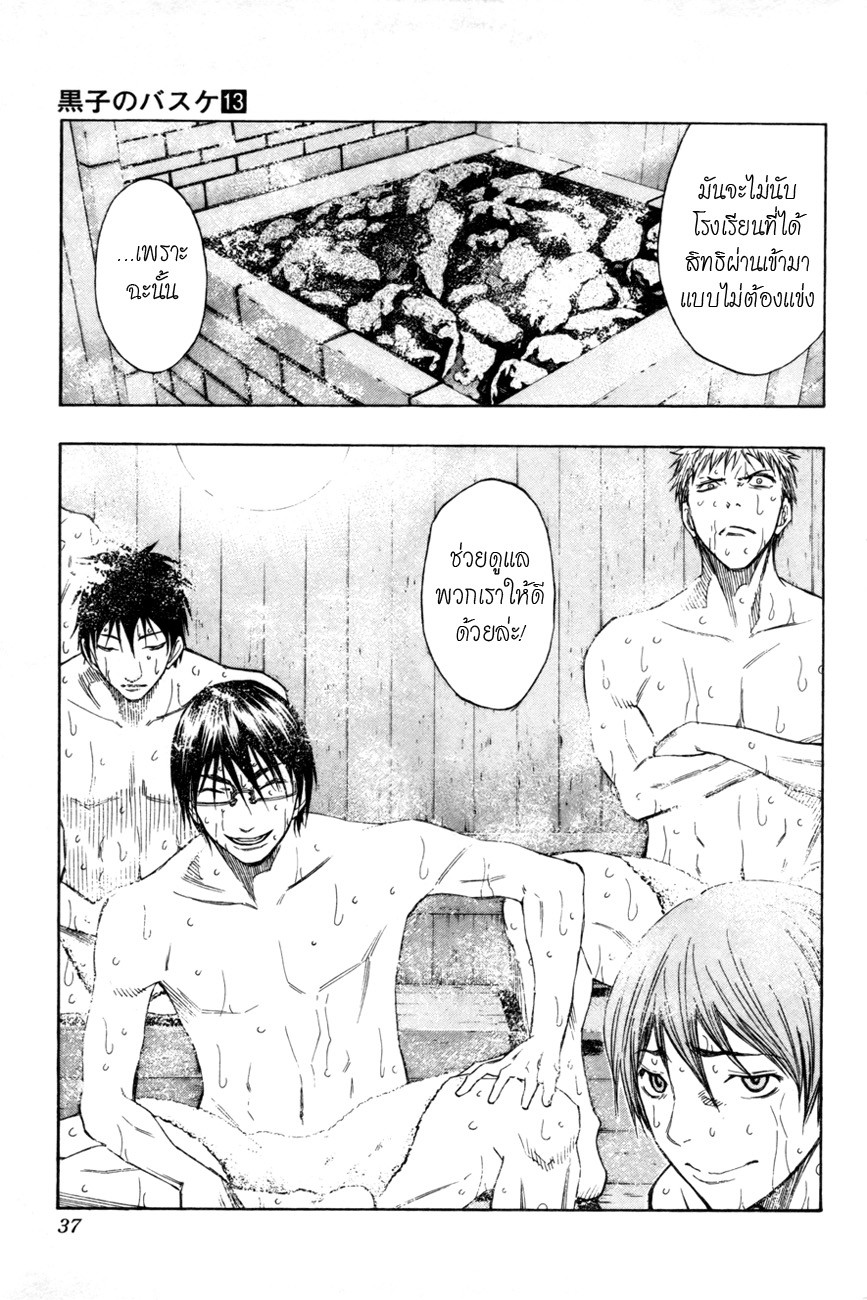 黒子のバスケ13
มันจะไม่นับ
โรงเรียนที่ได้
สิทธิผ่านเข้ามา
แบบไม่ต้องแข่ง
...เพราะ
ฉะนั้น
ช่วยดูแล
พวกเราให้ดี
ด้วยล่ะ!
37